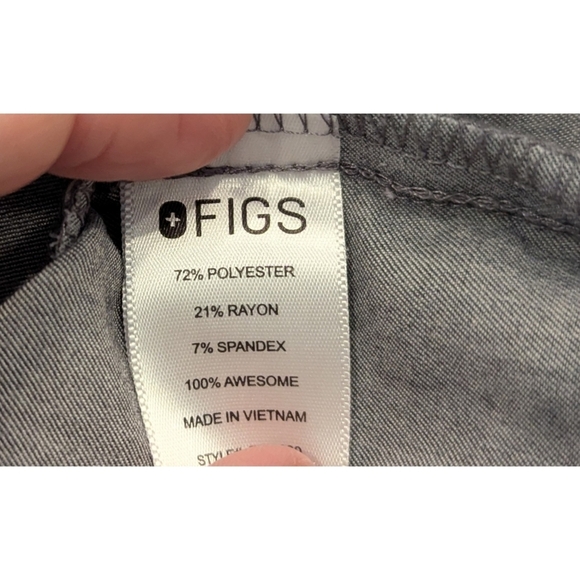 FIGS
72% POLYESTER
21% RAYON
7% SPANDEX
100% AWESOME
MADE IN VIETNAM